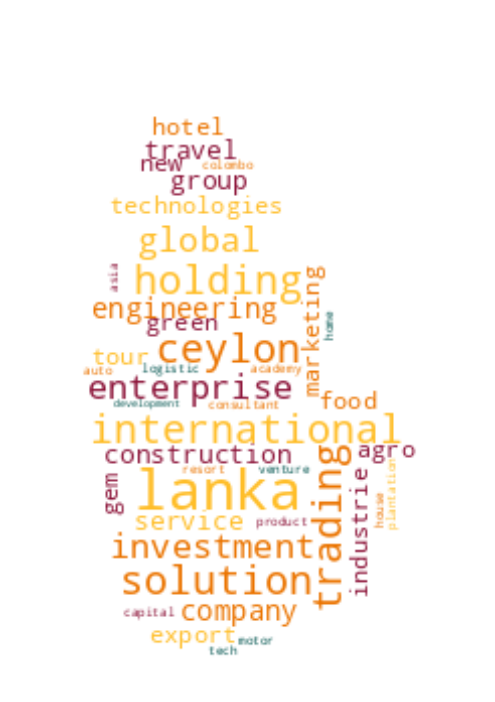 hotel
travel
new
colombo
group
technologies
global
asia
holding
marketing
engineering
home
green
ceylon
tour
logistic
academy
auto
enterprise
development
consultant
food
international
construction
agro
resort
venture
gem
lanka
trading
industrie
house
plantation
service
product
investment
solution
capital
company
export
motor
tech